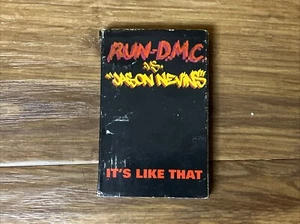 RUN-D.M.C.
VS.
"JASON NEVINS"
IT'S LIKE THAT